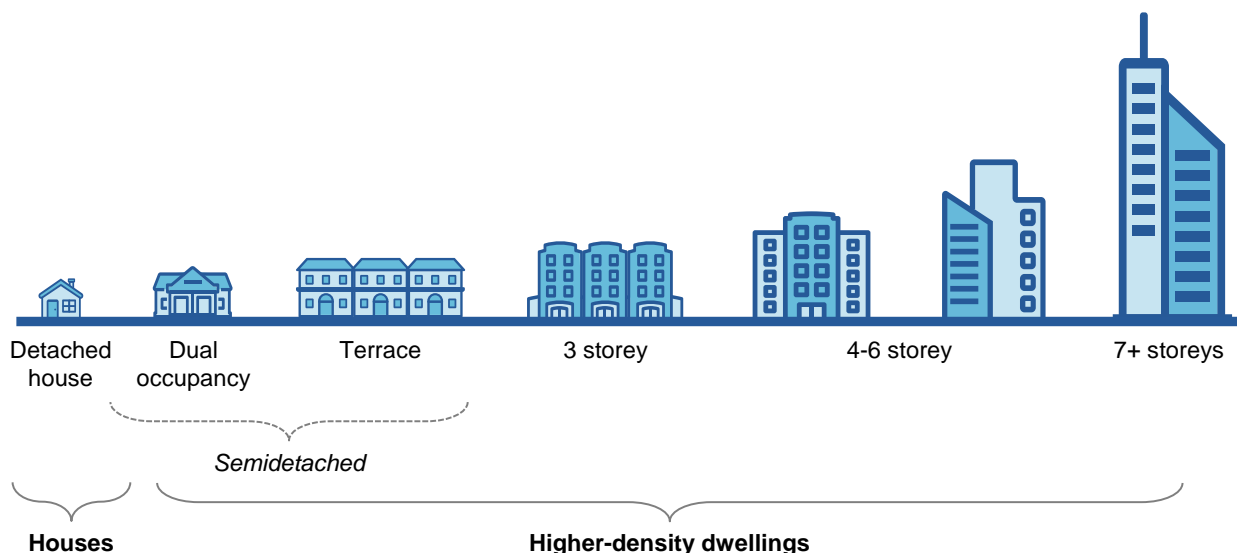 Detached house
Dual occupancy
Terrace
3 storey
4-6 storey
7+ storeys
Semidetached
Houses
Higher-density dwellings